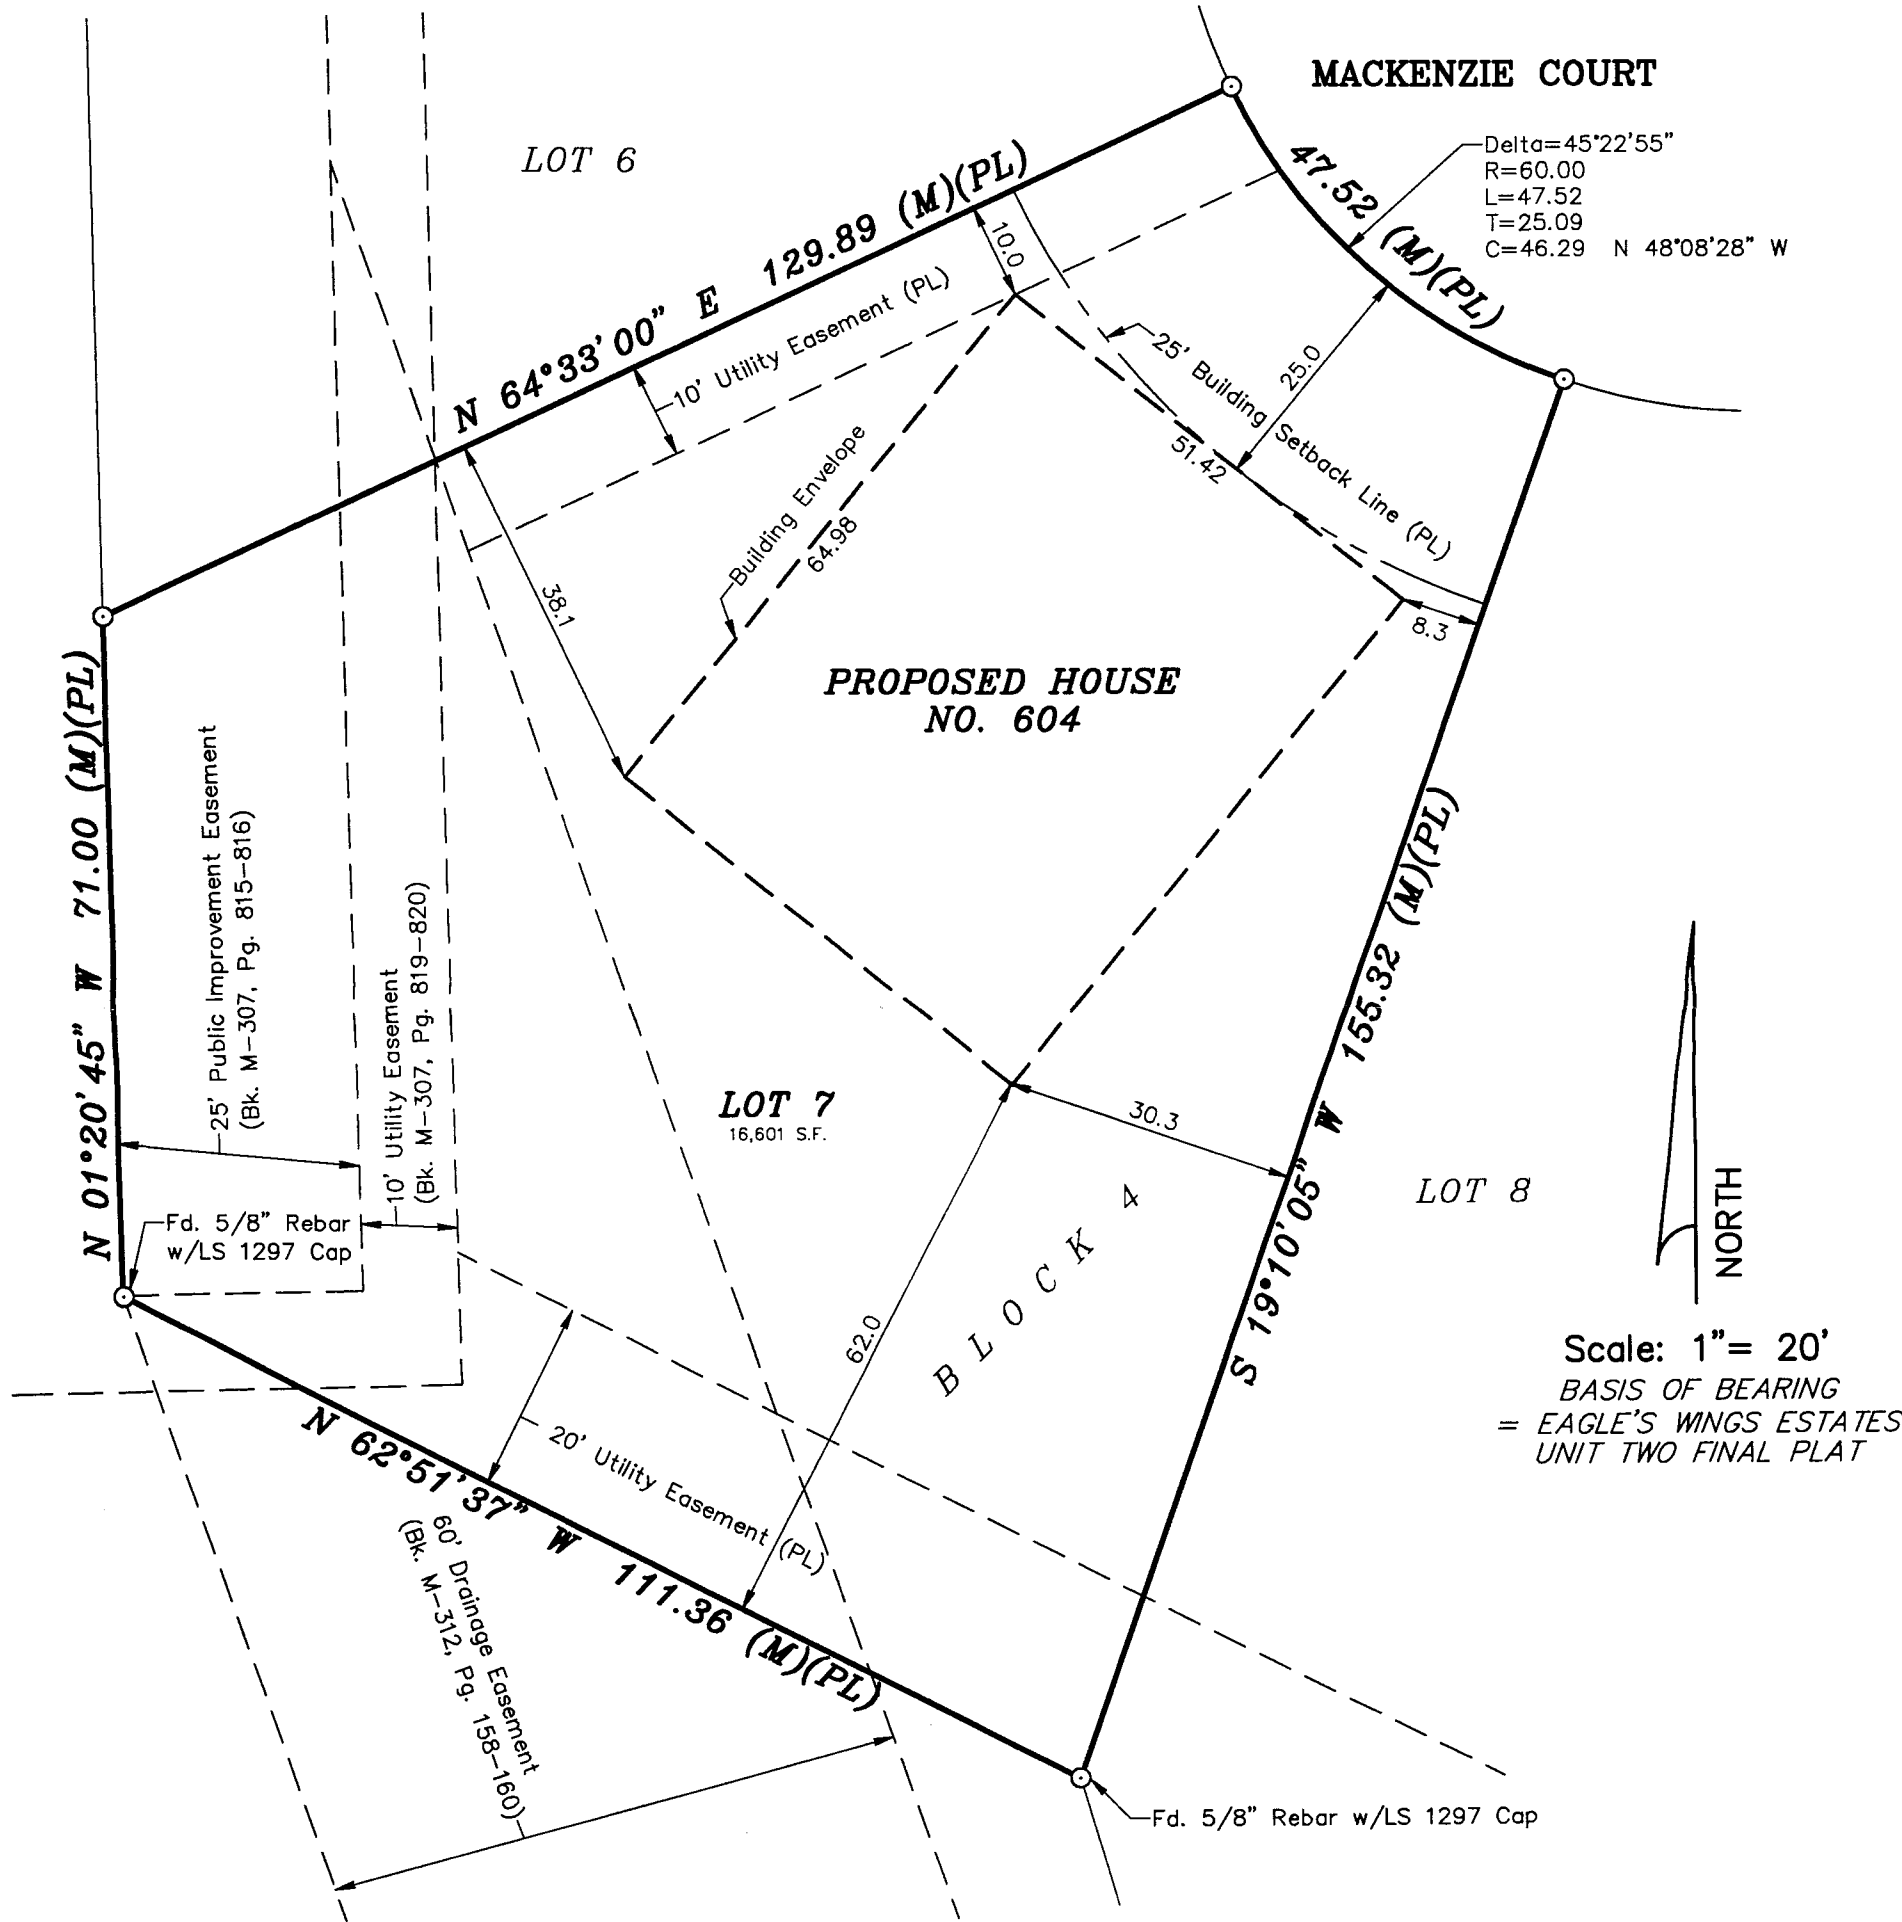 MACKENZIE COURT
Delta=45°22'55"
R=60.00
L=47.52
T=25.09
C=46.29 N 48°08'28" W
47.52 (M)(PL)
LOT 6
N 64°33'00" E 129.89 (M)(PL)
10.0
10' Utility Easement (PL)
25' Building Setback Line (PL)
25.0
51.42
Building Envelope
64.98
38.1
8.3
PROPOSED HOUSE
NO. 604
N 01°20'45" W 71.00 (M)(PL)
25' Public Improvement Easement
(Bk. M-307, Pg. 815-816)
10' Utility Easement
(Bk. M-307, Pg. 819-820)
LOT 7
16,601 S.F.
30.3
S 19°10'05" W 155.32 (M)(PL)
LOT 8
BLOCK 4
62.0
NORTH
Fd. 5/8" Rebar
w/LS 1297 Cap
Scale: 1"= 20'
BASIS OF BEARING
= EAGLE'S WINGS ESTATES
UNIT TWO FINAL PLAT
20' Utility Easement (PL)
N 62°51'37" W 111.36 (M)(PL)
60' Drainage Easement
(Bk. M-312, Pg. 158-160)
Fd. 5/8" Rebar w/LS 1297 Cap